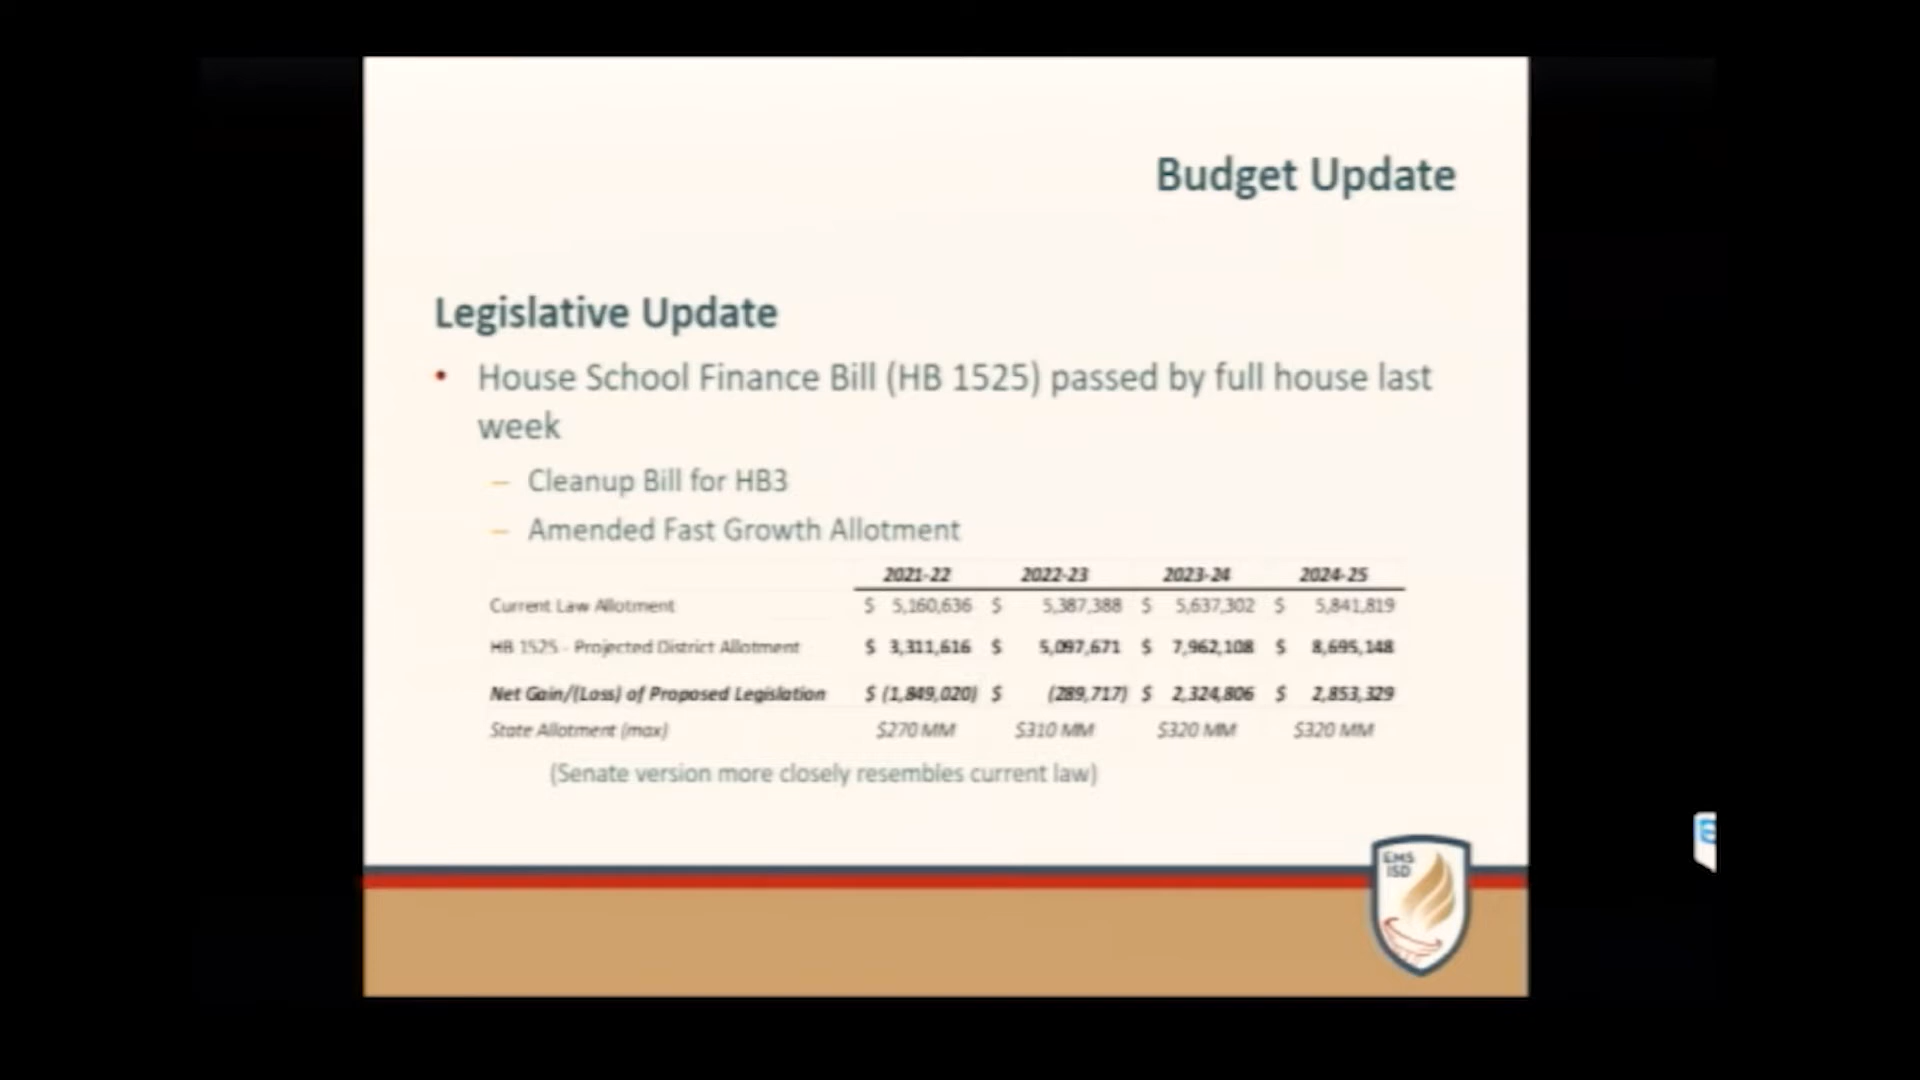 Budget Update
Legislative Update
• House School Finance Bill (HB 1525) passed by full house last
week
– Cleanup Bill for HB3
– Amended Fast Growth Allotment
2021-22 2022-23 2023-24 2024-25
Current Law Allotment $ 5,160,636 $ 5,387,388 $ 5,637,302 $ 5,841,819
HB 1525 - Projected District Allotment $ 3,311,616 $ 5,097,671 $ 7,962,108 $ 8,695,148
Net Gain/(Loss) of Proposed Legislation $ (1,849,020) $ (289,717) $ 2,324,806 $ 2,853,329
State Allotment (max) $270 MM $310 MM $320 MM $320 MM
(Senate version more closely resembles current law)
EMS
ISD